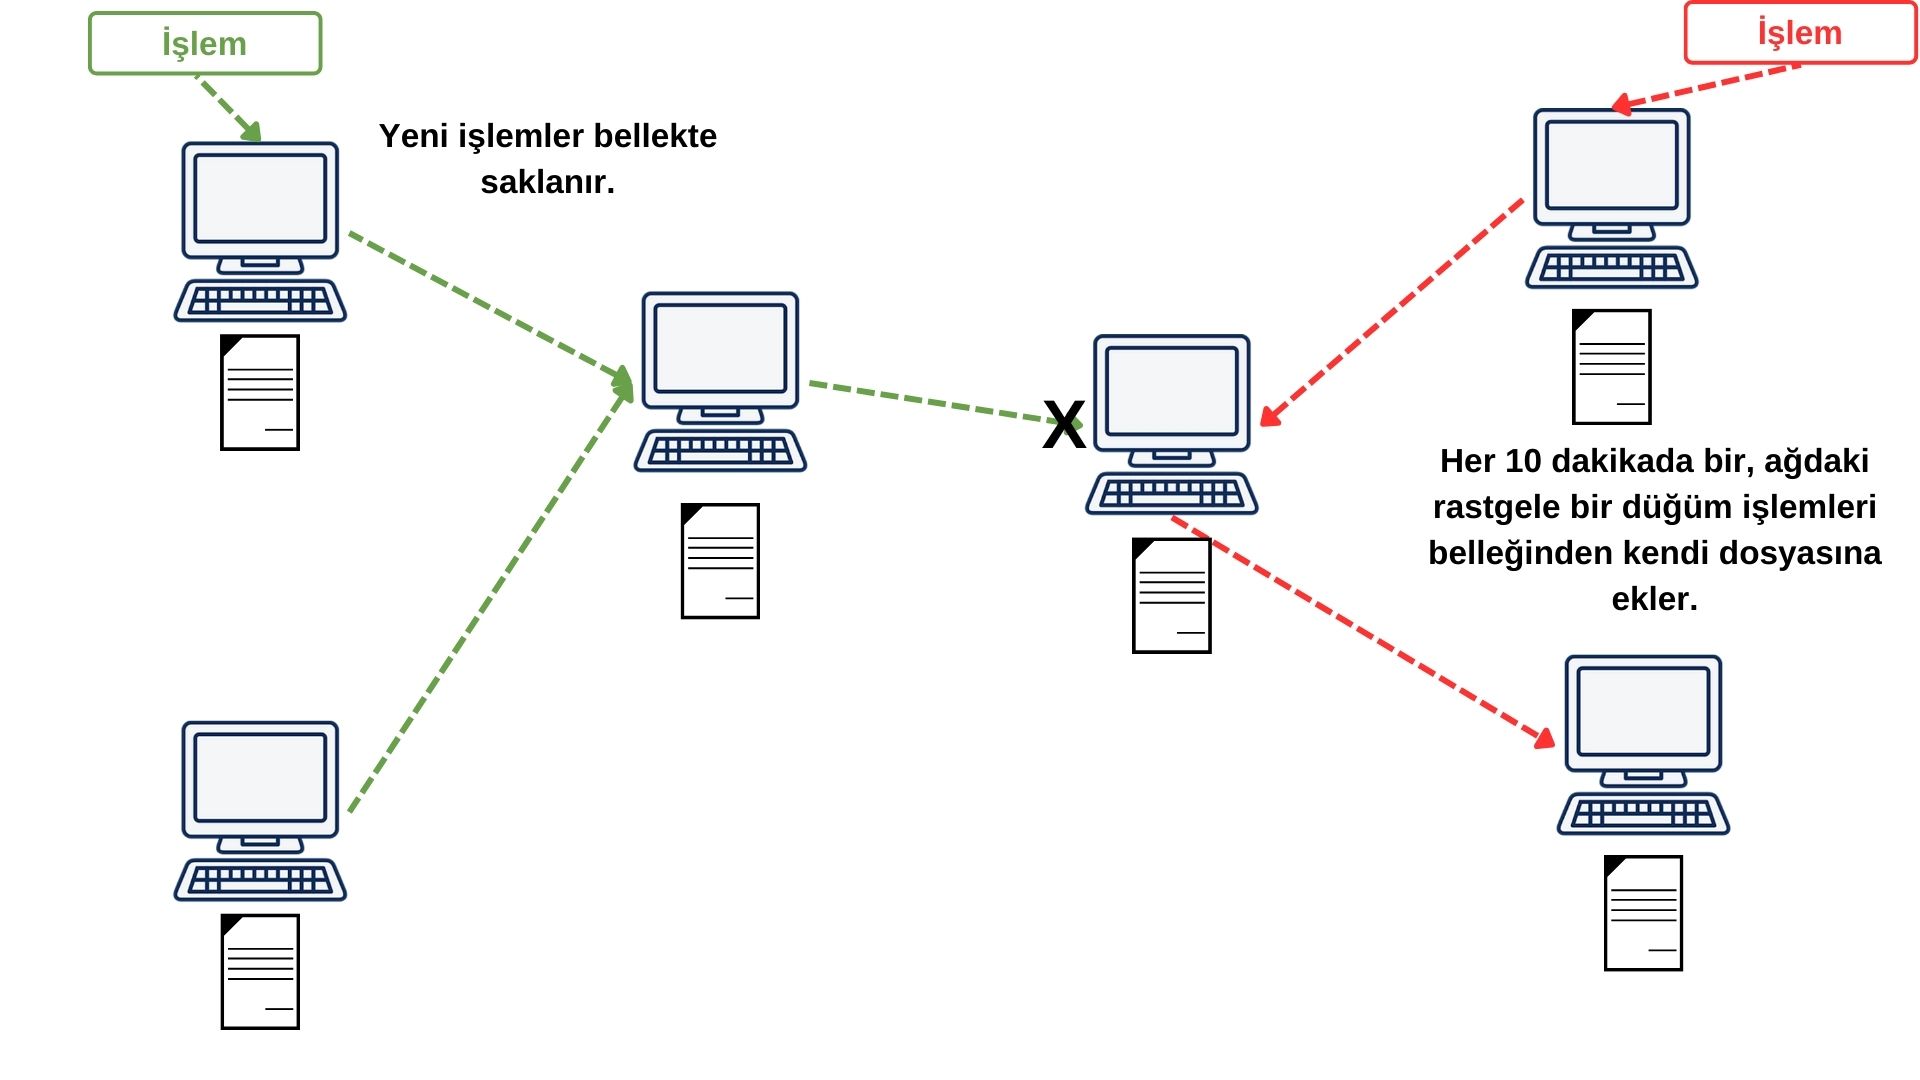 İşlem
İşlem
Yeni işlemler bellekte
saklanır.
X
Her 10 dakikada bir, ağdaki
rastgele bir düğüm işlemleri
belleğinden kendi dosyasına
ekler.